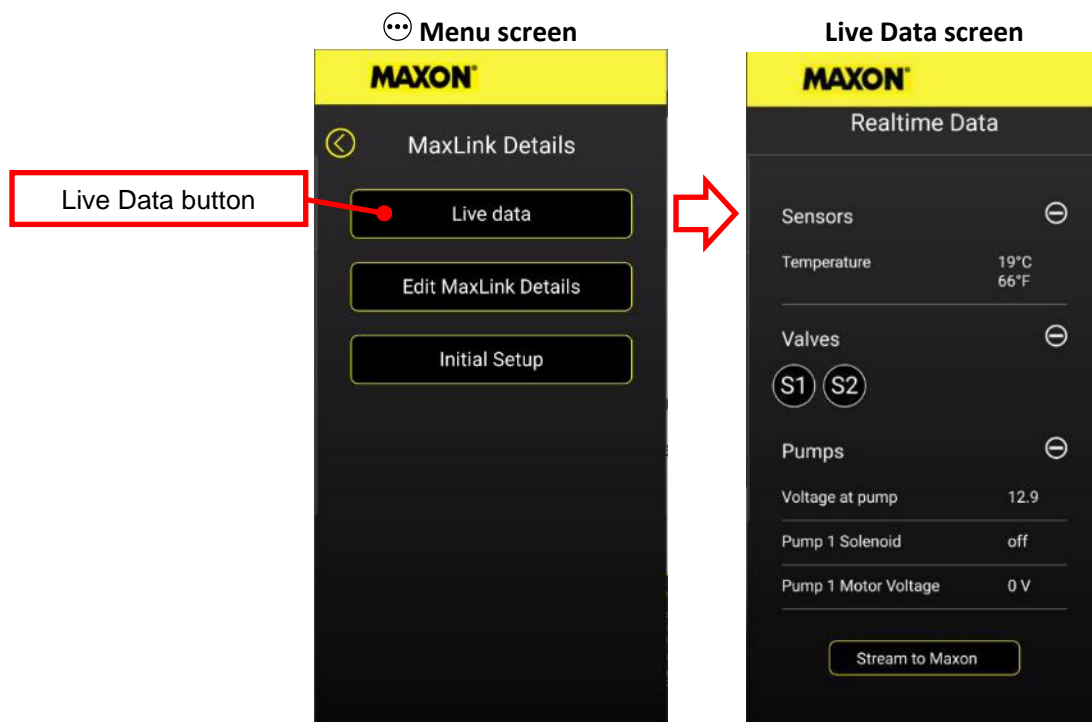 Menu screen
MAXON®
MaxLink Details
Live Data button
Live data
Edit MaxLink Details
Initial Setup
Live Data screen
MAXON®
Realtime Data
Sensors
Temperature 19°C
66°F
Valves
S1 S2
Pumps
Voltage at pump 12.9
Pump 1 Solenoid off
Pump 1 Motor Voltage 0 V
Stream to Maxon